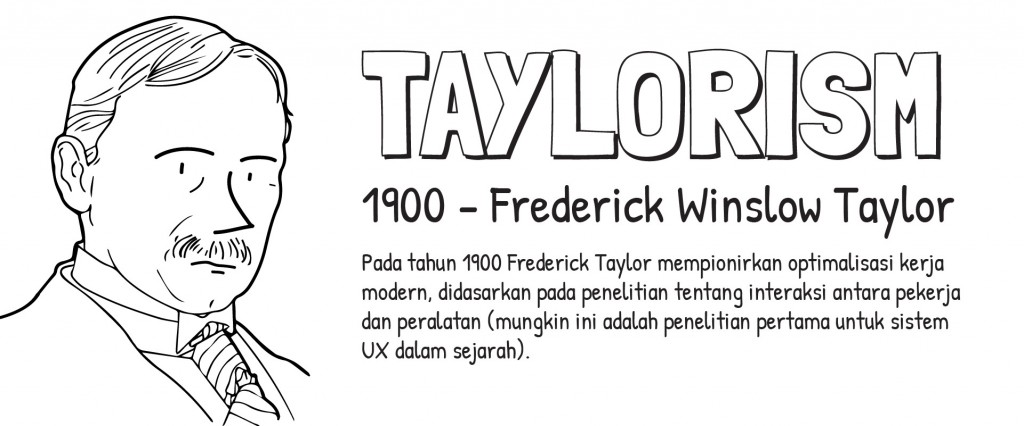 TAYLORISM
1900 - Frederick Winslow Taylor
Pada tahun 1900 Frederick Taylor mempionirkan optimalisasi kerja
modern, didasarkan pada penelitian tentang interaksi antara pekerja
dan peralatan (mungkin ini adalah penelitian pertama untuk sistem
UX dalam sejarah).